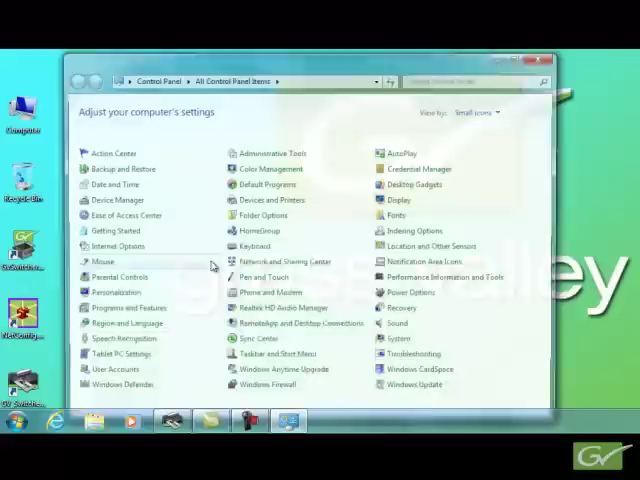 Control Panel ▸ All Control Panel Items ▸
Adjust your computer's settings
View by: Small icons
Action Center
Administrative Tools
AutoPlay
Backup and Restore
Color Management
Credential Manager
Date and Time
Default Programs
Desktop Gadgets
Device Manager
Devices and Printers
Display
Ease of Access Center
Folder Options
Fonts
Getting Started
HomeGroup
Indexing Options
Internet Options
Keyboard
Location and Other Sensors
Mouse
Network and Sharing Center
Notification Area Icons
Parental Controls
Pen and Touch
Performance Information and Tools
Personalization
Phone and Modem
Power Options
Programs and Features
Realtek HD Audio Manager
Recovery
Region and Language
RemoteApp and Desktop Connections
Sound
Speech Recognition
Sync Center
System
Tablet PC Settings
Taskbar and Start Menu
Troubleshooting
User Accounts
Windows Anytime Upgrade
Windows CardSpace
Windows Defender
Windows Firewall
Windows Update
Computer
Recycle Bin
NetConfig...
valley
GV